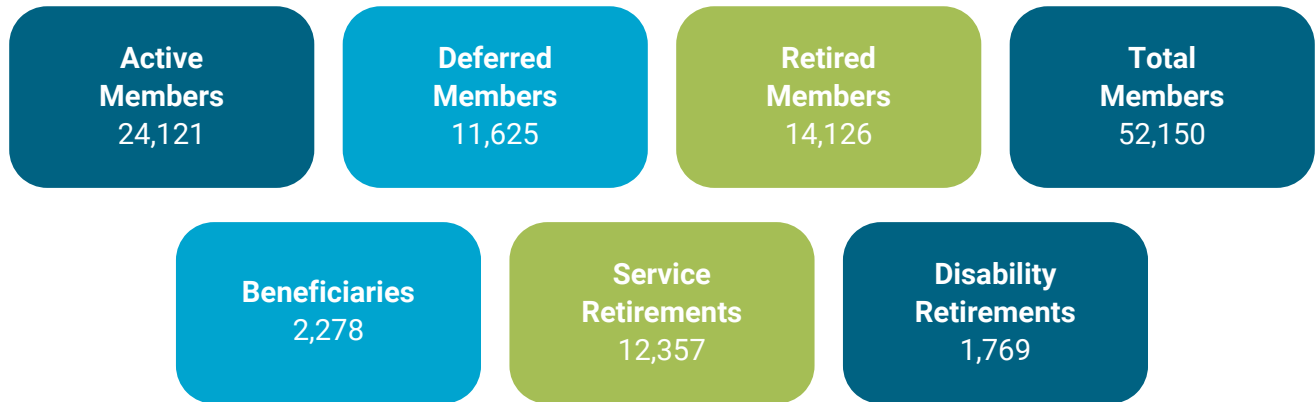 Active
Members
24,121
Deferred
Members
11,625
Retired
Members
14,126
Total
Members
52,150
Beneficiaries
2,278
Service
Retirements
12,357
Disability
Retirements
1,769